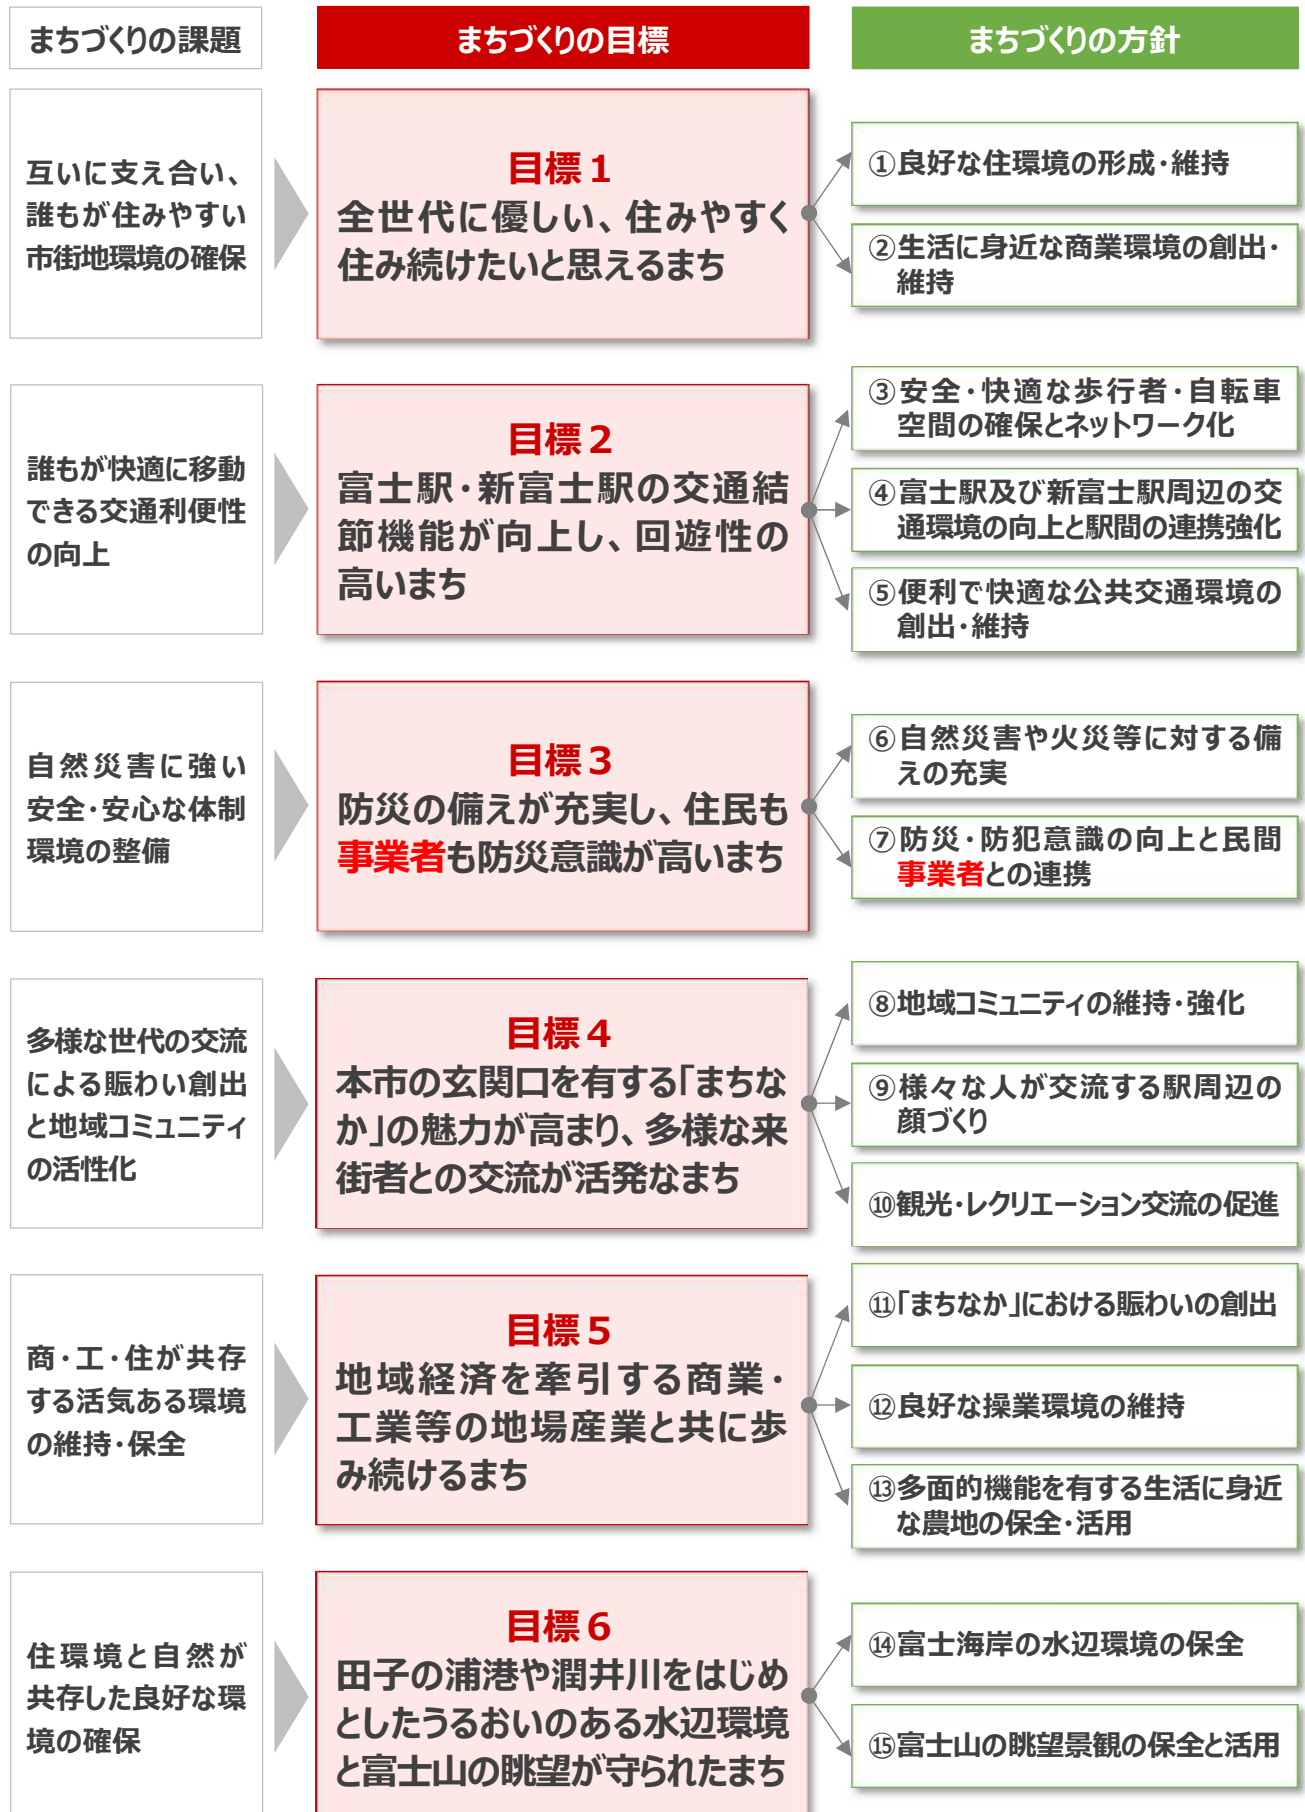 まちづくりの課題
まちづくりの目標
まちづくりの方針
互いに支え合い、
誰もが住みやすい
市街地環境の確保
目標1
全世代に優しい、住みやすく
住み続けたいと思えるまち
①良好な住環境の形成・維持
②生活に身近な商業環境の創出・
維持
誰もが快適に移動
できる交通利便性
の向上
目標2
富士駅・新富士駅の交通結
節機能が向上し、回遊性の
高いまち
③安全・快適な歩行者・自転車
空間の確保とネットワーク化
④富士駅及び新富士駅周辺の交
通環境の向上と駅間の連携強化
⑤便利で快適な公共交通環境の
創出・維持
自然災害に強い
安全・安心な体制
環境の整備
目標3
防災の備えが充実し、住民も
事業者も防災意識が高いまち
⑥自然災害や火災等に対する備
えの充実
⑦防災・防犯意識の向上と民間
事業者との連携
多様な世代の交流
による賑わい創出
と地域コミュニティ
の活性化
目標4
本市の玄関口を有する「まちな
か」の魅力が高まり、多様な来
街者との交流が活発なまち
⑧地域コミュニティの維持・強化
⑨様々な人が交流する駅周辺の
顔づくり
⑩観光・レクリエーション交流の促進
商・工・住が共存
する活気ある環境
の維持・保全
目標5
地域経済を牽引する商業・
工業等の地場産業と共に歩
み続けるまち
⑪「まちなか」における賑わいの創出
⑫良好な操業環境の維持
⑬多面的機能を有する生活に身近
な農地の保全・活用
住環境と自然が
共存した良好な環
境の確保
目標6
田子の浦港や潤井川をはじめ
としたうるおいのある水辺環境
と富士山の眺望が守られたまち
⑭富士海岸の水辺環境の保全
⑮富士山の眺望景観の保全と活用